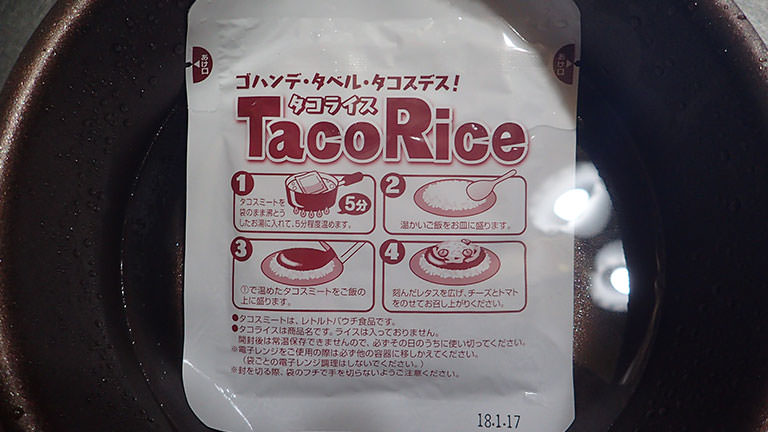 あけ口
あけ口
ゴハンデ・タベル・タコスデス!
タコライス
TacoRice
1
タコスミートを
袋のまま沸とう
したお湯に入れて、5分程度温めます。
5分
2
温かいご飯をお皿に盛ります。
3
①で温めたタコスミートをご飯の
上に盛ります。
4
刻んだレタスを広げ、チーズとトマト
をのせてお召し上がりください。
●タコスミートは、レトルトパウチ食品です。
●タコライスは商品名です。ライスは入っておりません。
開封後は常温保存できませんので、必ずその日のうちに使い切ってください。
※電子レンジをご使用の際は必ず他の容器に移しかえてください。
(袋ごとの電子レンジ調理はしないでください。)
※封を切る際、袋のフチで手を切らないようご注意ください。
18.1.17